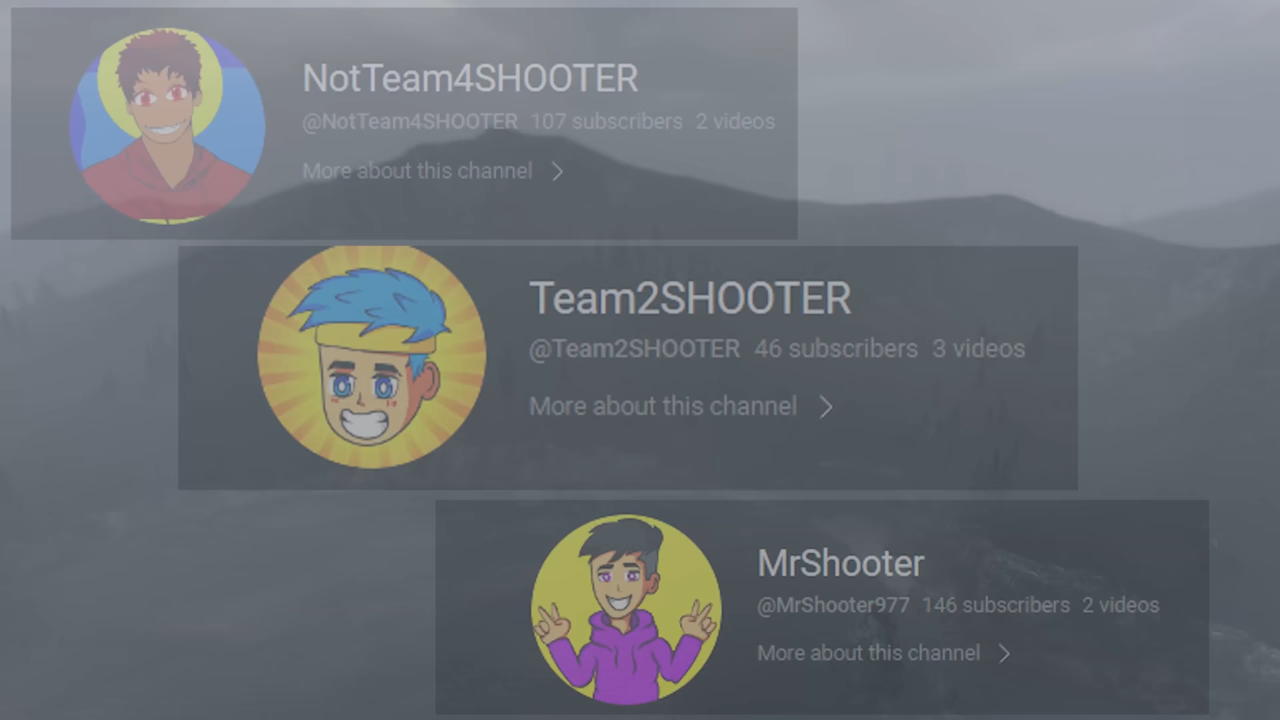 NotTeam4SHOOTER
@NotTeam4SHOOTER 107 subscribers 2 videos
More about this channel
Team2SHOOTER
@Team2SHOOTER 46 subscribers 3 videos
More about this channel
MrShooter
@MrShooter977 146 subscribers 2 videos
More about this channel